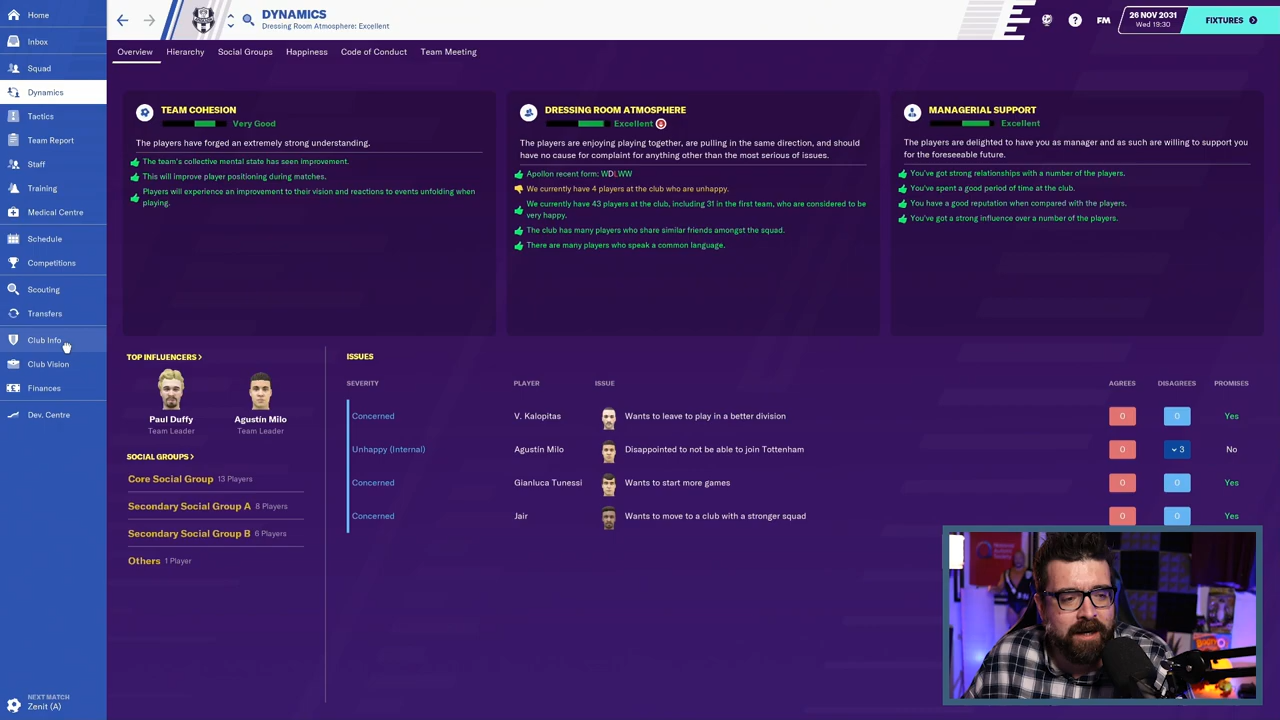 Home
Inbox
Squad
Dynamics
Tactics
Team Report
Staff
Training
Medical Centre
Schedule
Competitions
Scouting
Transfers
Club Info
Club Vision
Finances
Dev. Centre
NEXT MATCH
Zenit (A)
DYNAMICS
Dressing Room Atmosphere: Excellent
?
FM
26 NOV 2031
Wed 19:30
FIXTURES
Overview
Hierarchy
Social Groups
Happiness
Code of Conduct
Team Meeting
TEAM COHESION
Very Good
The players have forged an extremely strong understanding.
The team's collective mental state has seen improvement.
This will improve player positioning during matches.
Players will experience an improvement to their vision and reactions to events unfolding when
playing.
DRESSING ROOM ATMOSPHERE
Excellent
The players are enjoying playing together, are pulling in the same direction, and should
have no cause for complaint for anything other than the most serious of issues.
Apollon recent form: WDLWW
We currently have 4 players at the club who are unhappy.
We currently have 43 players at the club, including 31 in the first team, who are considered to be
very happy.
The club has many players who share similar friends amongst the squad.
There are many players who speak a common language.
MANAGERIAL SUPPORT
Excellent
The players are delighted to have you as manager and as such are willing to support you
for the foreseeable future.
You've got strong relationships with a number of the players.
You've spent a good period of time at the club.
You have a good reputation when compared with the players.
You've got a strong influence over a number of the players.
TOP INFLUENCERS >
Paul Duffy
Team Leader
Agustín Milo
Team Leader
SOCIAL GROUPS >
Core Social Group 13 Players
Secondary Social Group A 8 Players
Secondary Social Group B 6 Players
Others 1 Player
ISSUES
SEVERITY PLAYER ISSUE AGREES DISAGREES PROMISES
Concerned V. Kalopitas Wants to leave to play in a better division 0 0 Yes
Unhappy (Internal) Agustín Milo Disappointed to not be able to join Tottenham 0 3 No
Concerned Gianluca Tunessi Wants to start more games 0 0 Yes
Concerned Jair Wants to move to a club with a stronger squad 0 0 Yes